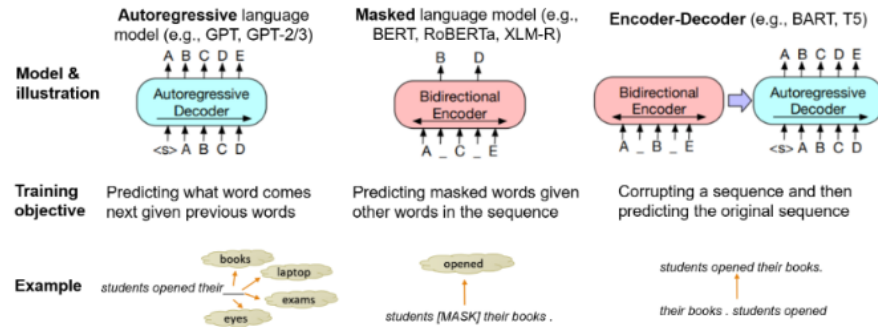 Autoregressive language
model (e.g., GPT, GPT-2/3)
Masked language model (e.g.,
BERT, RoBERTa, XLM-R)
Encoder-Decoder (e.g., BART, T5)
Model &
illustration
A B C D E
Autoregressive
Decoder
<s> A B C D
B D
Bidirectional
Encoder
A _ C _ E
Bidirectional
Encoder
A _ B _ E
A B C D E
Autoregressive
Decoder
<s> A B C D
Training
objective
Predicting what word comes
next given previous words
Predicting masked words given
other words in the sequence
Corrupting a sequence and then
predicting the original sequence
Example
books
laptop
students opened their ___
exams
eyes
opened
students [MASK] their books .
students opened their books.
their books . students opened